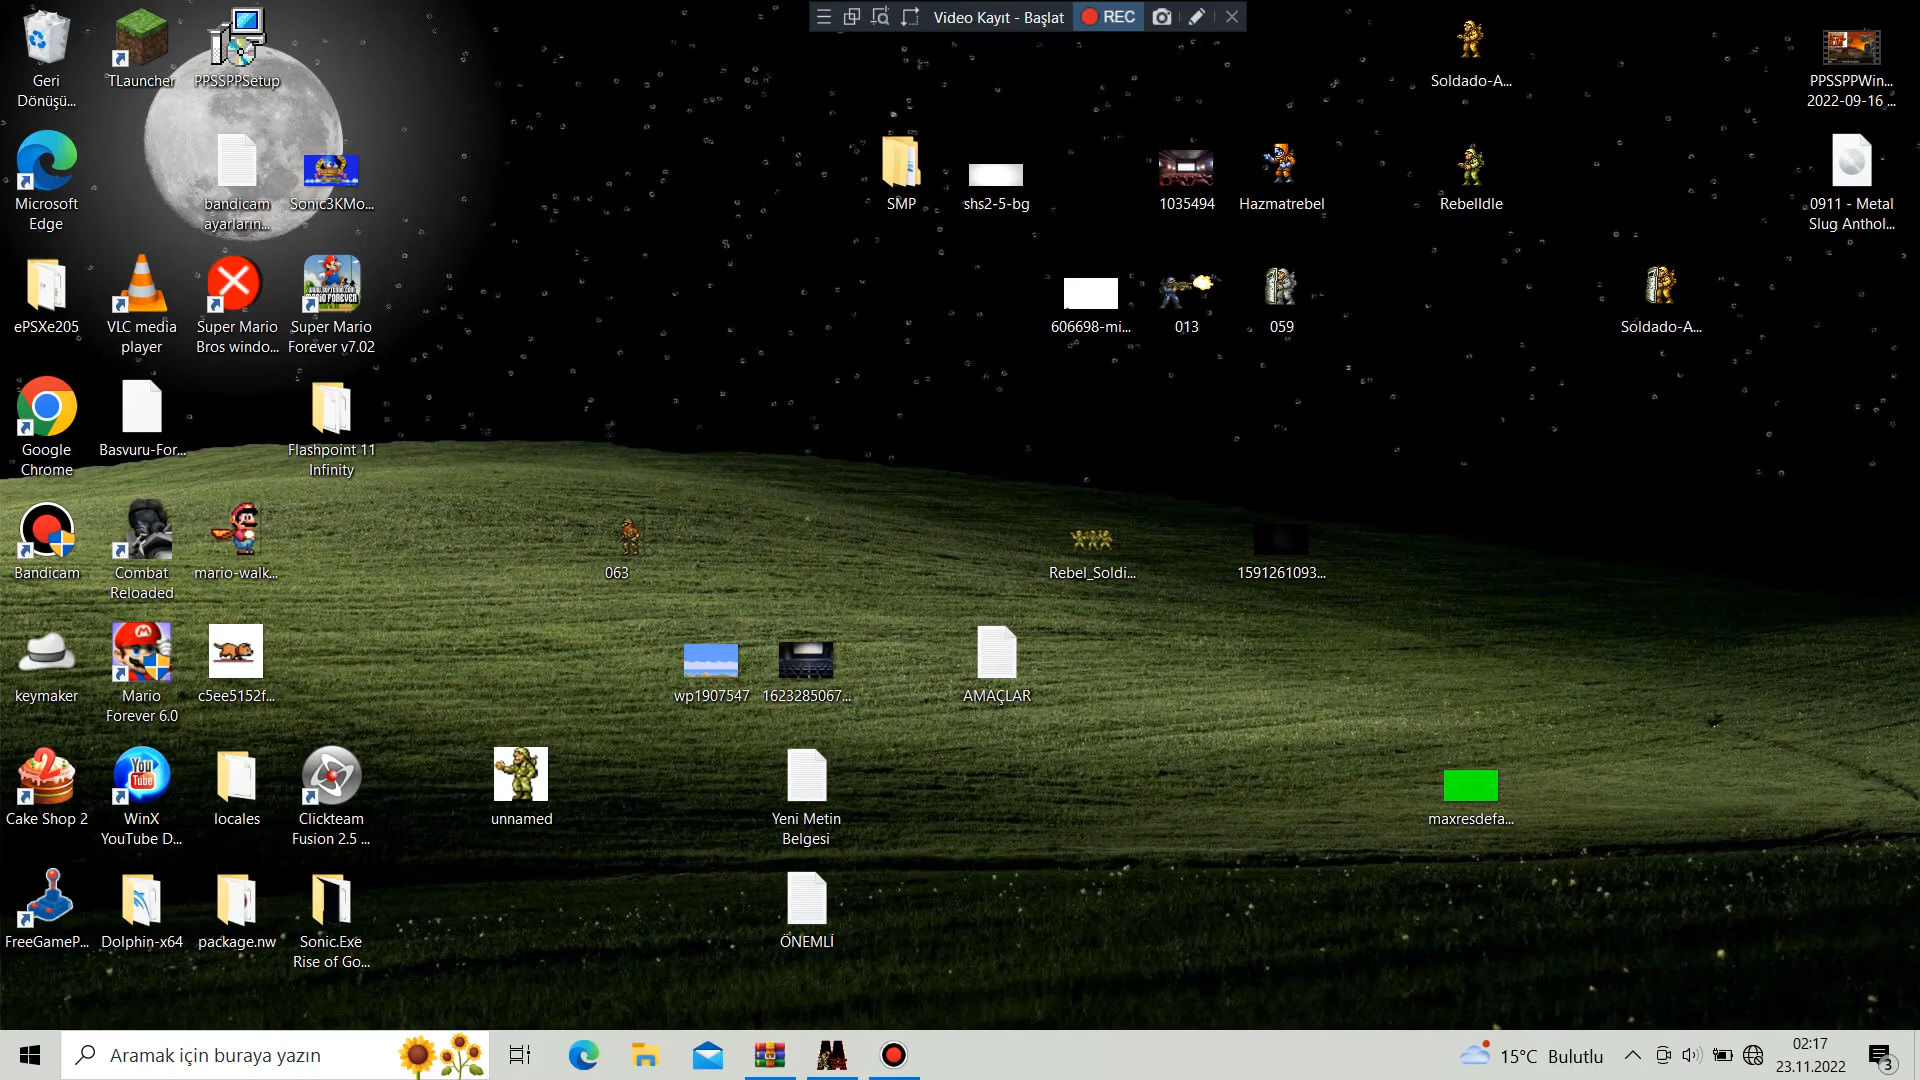 Video Kayıt - Başlat
REC
Geri
Dönüşü...
TLauncher
PPSSPPSetup
Soldado-A...
PPSSPPWin...
2022-09-16 ...
Microsoft
Edge
bandicam
ayarların...
Sonic3KMo...
SMP
shs2-5-bg
1035494
Hazmatrebel
RebelIdle
0911 - Metal
Slug Anthol...
ePSXe205
VLC media
player
Super Mario
Bros windo...
Super Mario
Forever v7.02
606698-mi...
013
059
Soldado-A...
Google
Chrome
Basvuru-For...
Flashpoint 11
Infinity
Bandicam
Combat
Reloaded
mario-walk...
063
Rebel_Soldi...
1591261093...
keymaker
Mario
Forever 6.0
c5ee5152f...
wp1907547
1623285067...
AMAÇLAR
Cake Shop 2
You
Tube
WinX
YouTube D...
locales
Clickteam
Fusion 2.5 ...
unnamed
Yeni Metin
Belgesi
maxresdefa...
FreeGameP...
Dolphin-x64
package.nw
Sonic.Exe
Rise of Go...
ÖNEMLİ
Aramak için buraya yazın
15°C Bulutlu
02:17
23.11.2022
3